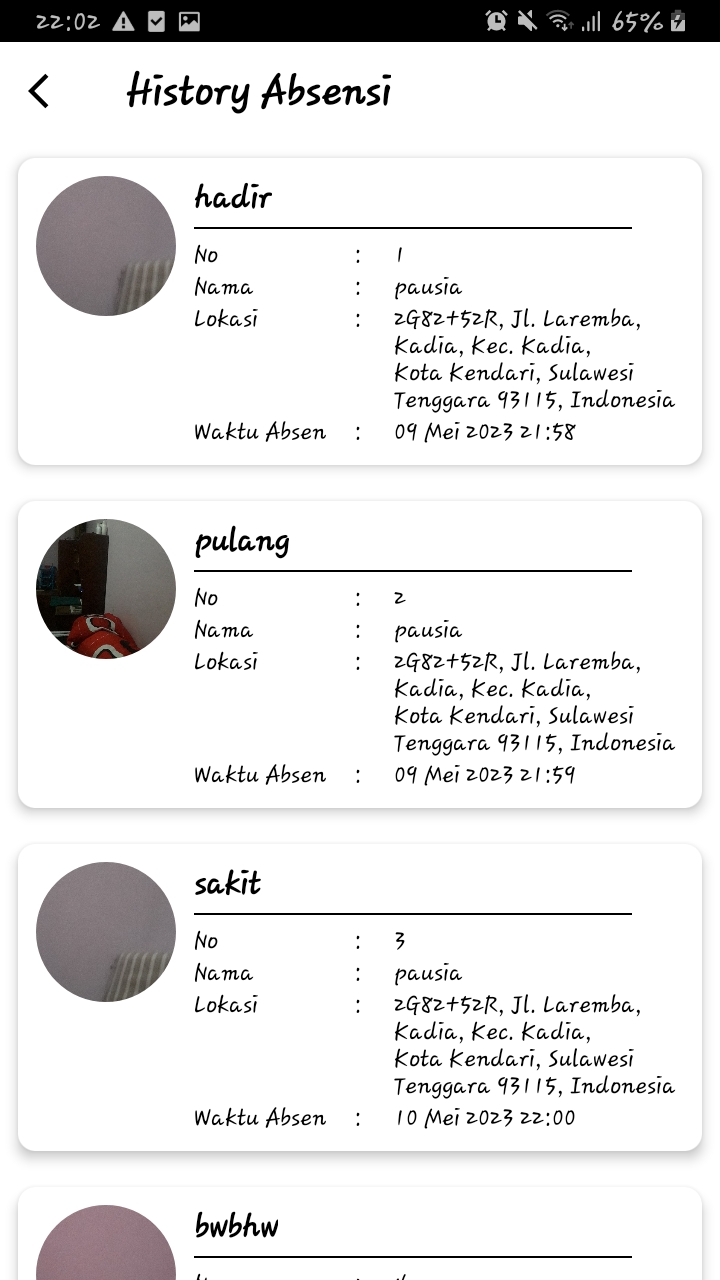 22:02 65%
History Absensi
hadir
No : 1
Nama : pausia
Lokasi : 2G82+52R, Jl. Laremba,
Kadia, Kec. Kadia,
Kota Kendari, Sulawesi
Tenggara 93115, Indonesia
Waktu Absen : 09 Mei 2023 21:58
pulang
No : 2
Nama : pausia
Lokasi : 2G82+52R, Jl. Laremba,
Kadia, Kec. Kadia,
Kota Kendari, Sulawesi
Tenggara 93115, Indonesia
Waktu Absen : 09 Mei 2023 21:59
sakit
No : 3
Nama : pausia
Lokasi : 2G82+52R, Jl. Laremba,
Kadia, Kec. Kadia,
Kota Kendari, Sulawesi
Tenggara 93115, Indonesia
Waktu Absen : 10 Mei 2023 22:00
bwbhw